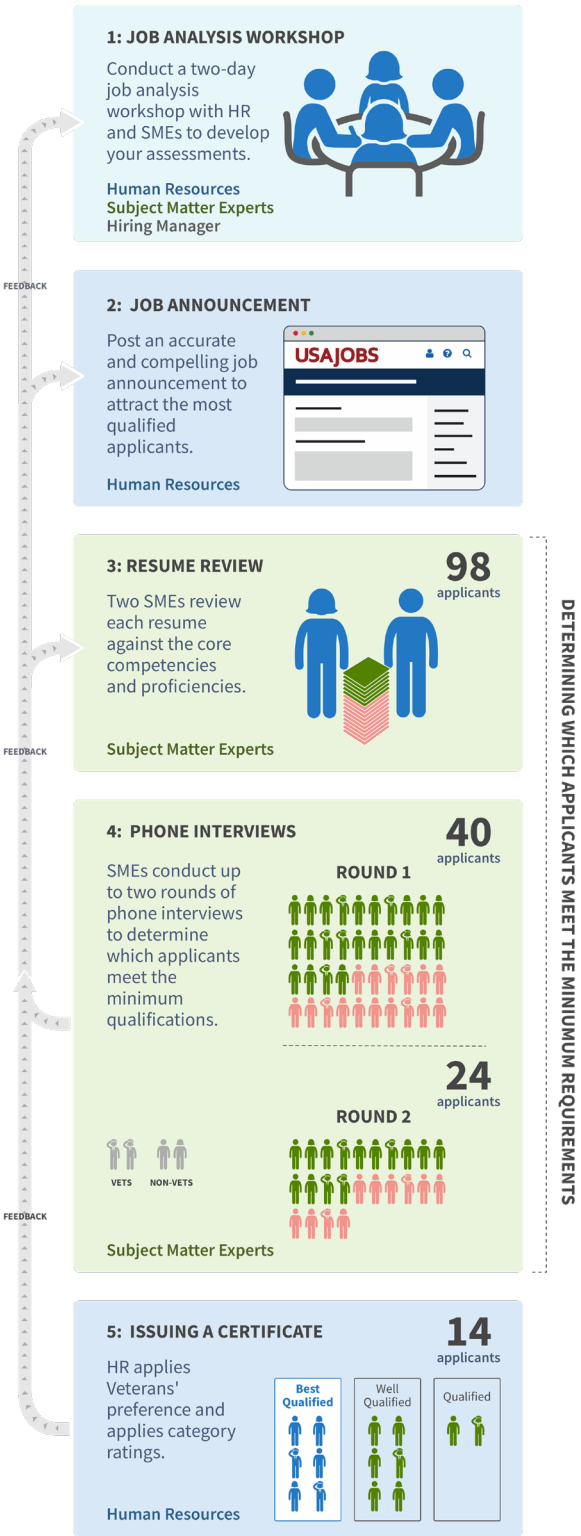 1: JOB ANALYSIS WORKSHOP
Conduct a two-day
job analysis
workshop with HR
and SMEs to develop
your assessments.
Human Resources
Subject Matter Experts
Hiring Manager
FEEDBACK
2: JOB ANNOUNCEMENT
Post an accurate
and compelling job
announcement to
attract the most
qualified
applicants.
Human Resources
USAJOBS
3: RESUME REVIEW
98
applicants
Two SMEs review
each resume
against the core
competencies
and proficiencies.
Subject Matter Experts
FEEDBACK
4: PHONE INTERVIEWS
40
applicants
SMEs conduct up
to two rounds of
phone interviews
to determine
which applicants
meet the
minimum
qualifications.
ROUND 1
24
applicants
ROUND 2
VETS
NON-VETS
Subject Matter Experts
FEEDBACK
DETERMINING WHICH APPLICANTS MEET THE MINIUMUM REQUIREMENTS
5: ISSUING A CERTIFICATE
14
applicants
HR applies
Veterans'
preference and
applies category
ratings.
Human Resources
Best
Qualified
Well
Qualified
Qualified